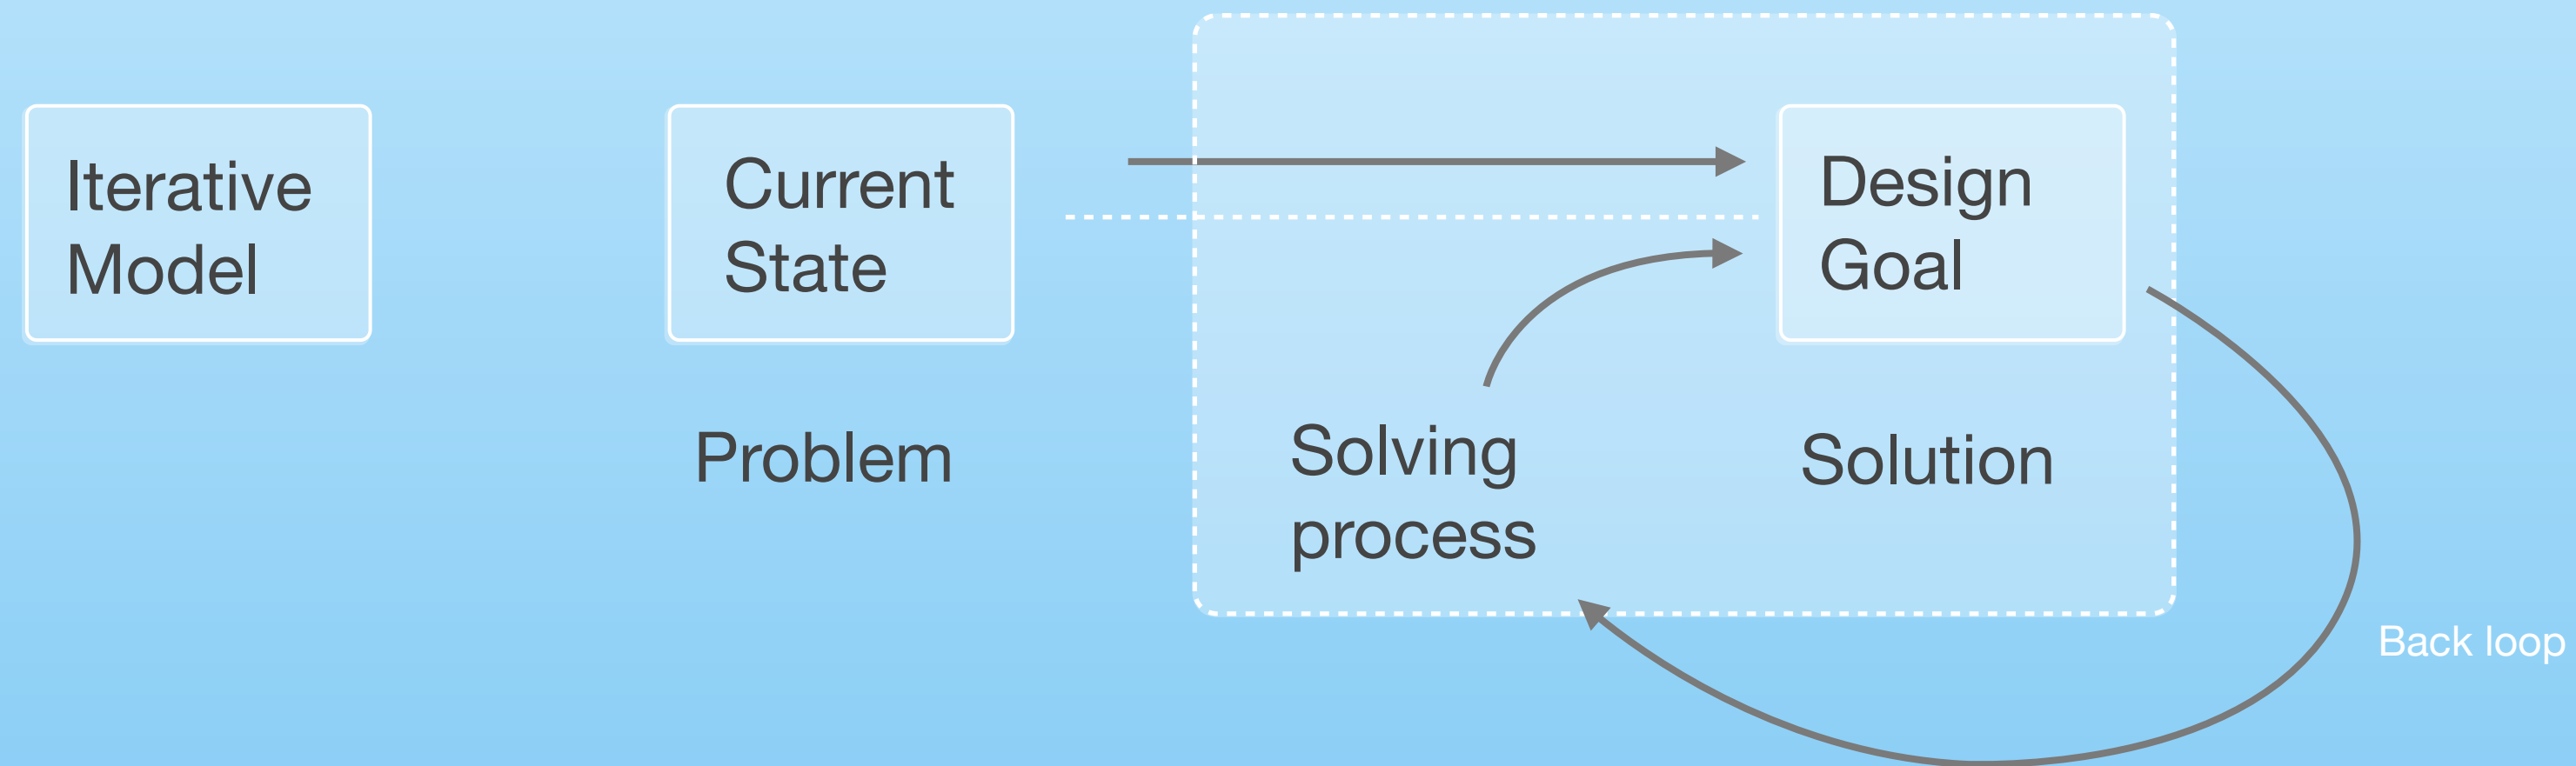 Iterative
Model
Current
State
Design
Goal
Problem
Solving
process
Solution
Back loop